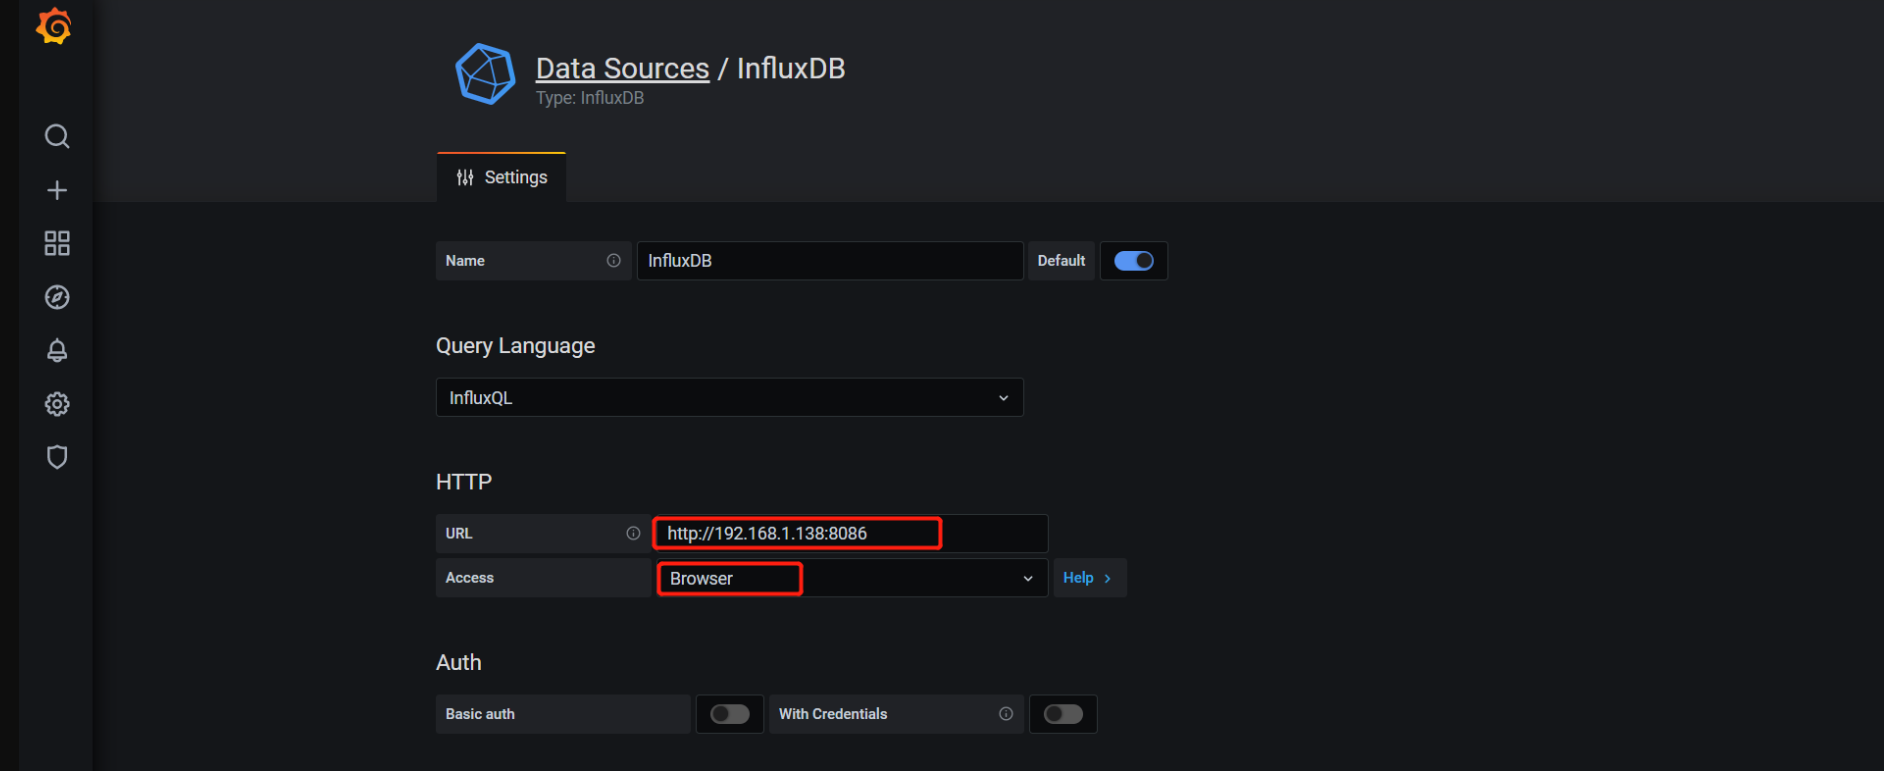 Data Sources / InfluxDB
Type: InfluxDB
Settings
Name InfluxDB Default
Query Language
InfluxQL
HTTP
URL http://192.168.1.138:8086
Access Browser Help
Auth
Basic auth With Credentials